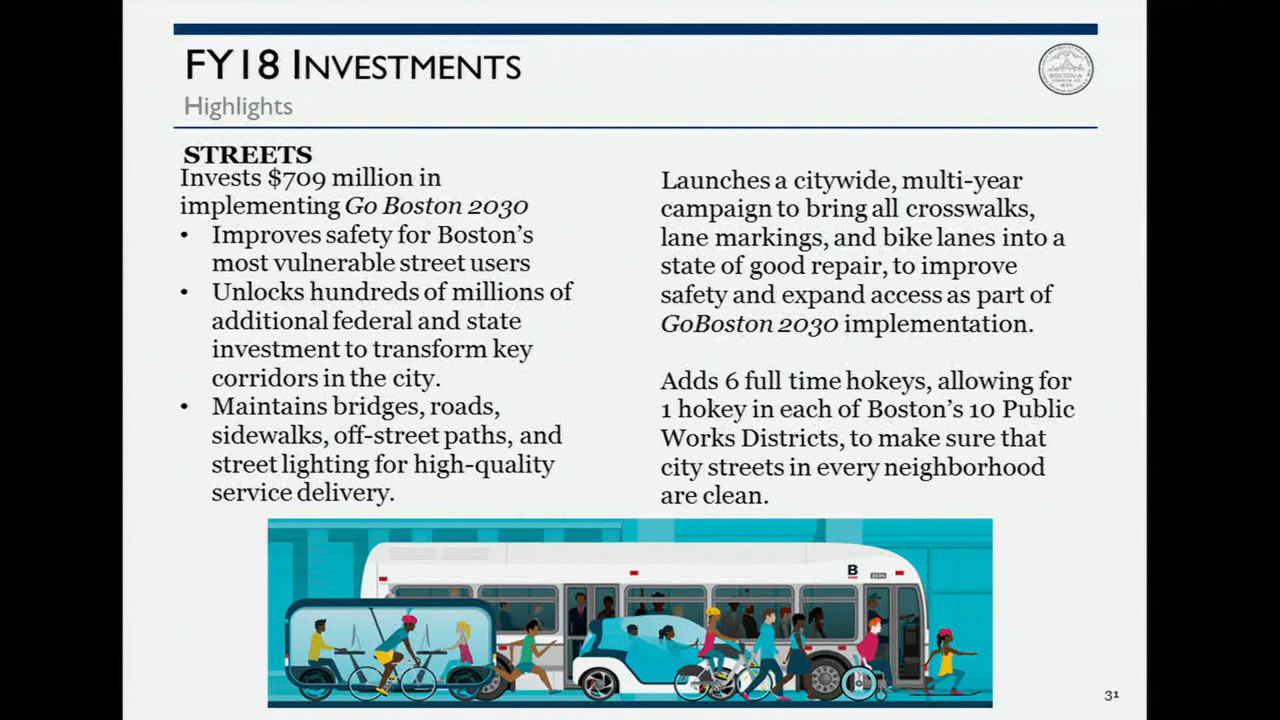 FY18 INVESTMENTS
Highlights
BOSTONIA
STREETS
Invests $709 million in
implementing Go Boston 2030
• Improves safety for Boston's
most vulnerable street users
• Unlocks hundreds of millions of
additional federal and state
investment to transform key
corridors in the city.
• Maintains bridges, roads,
sidewalks, off-street paths, and
street lighting for high-quality
service delivery.
Launches a citywide, multi-year
campaign to bring all crosswalks,
lane markings, and bike lanes into a
state of good repair, to improve
safety and expand access as part of
GoBoston 2030 implementation.
Adds 6 full time hokeys, allowing for
1 hokey in each of Boston's 10 Public
Works Districts, to make sure that
city streets in every neighborhood
are clean.
B
31